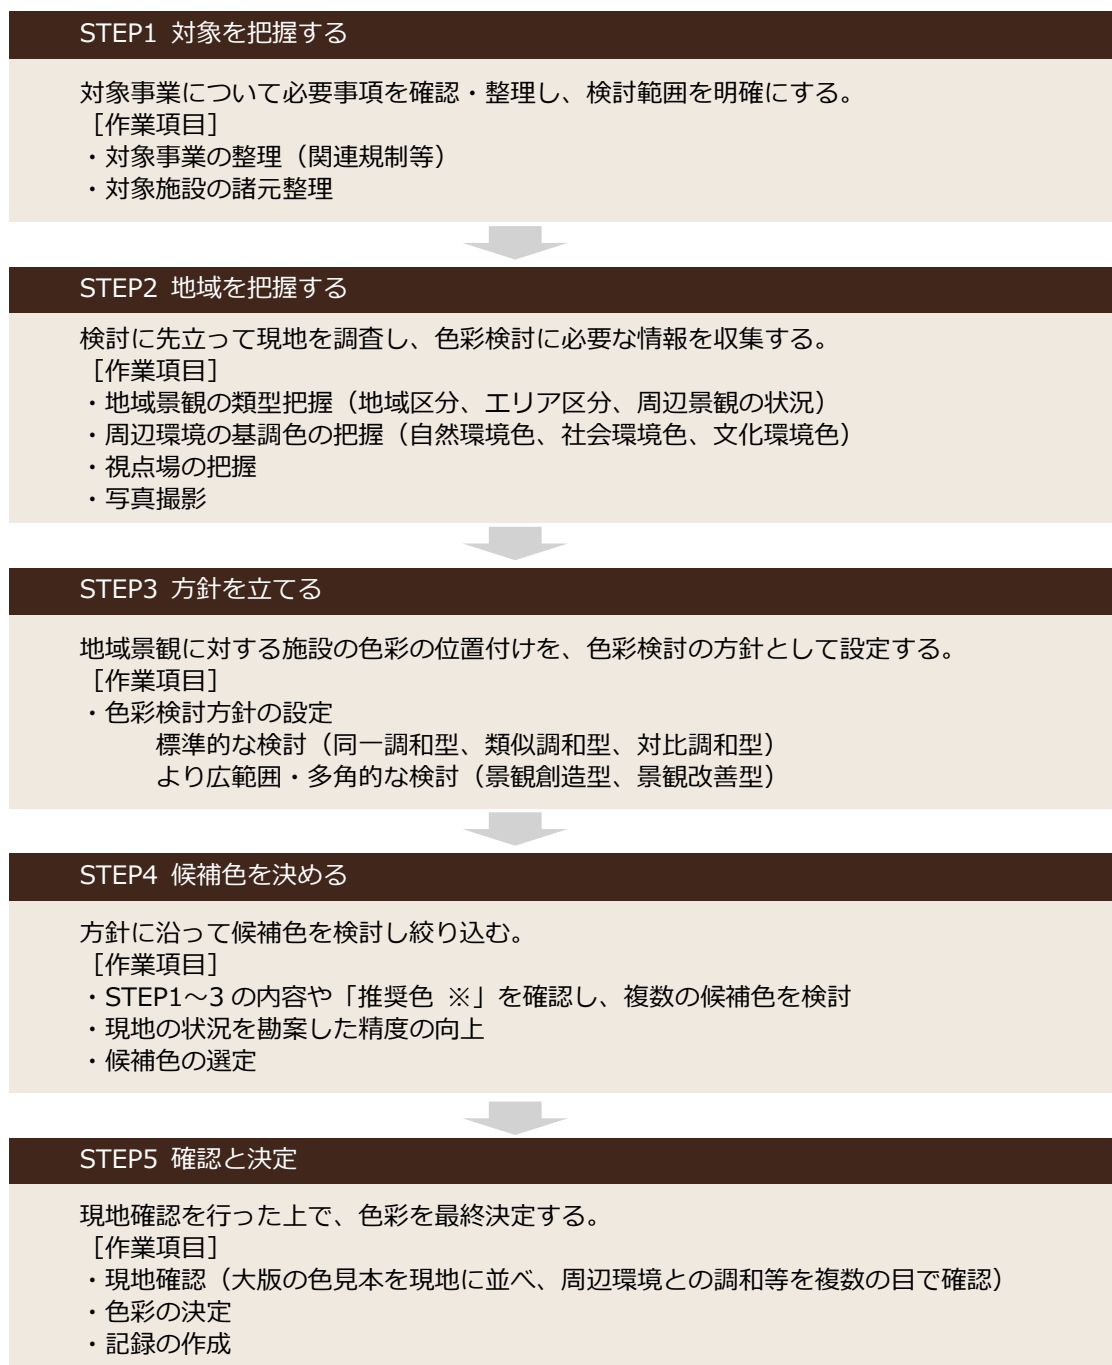 STEP1 対象を把握する
対象事業について必要事項を確認・整理し、検討範囲を明確にする。
［作業項目］
・対象事業の整理（関連規制等）
・対象施設の諸元整理
STEP2 地域を把握する
検討に先立って現地を調査し、色彩検討に必要な情報を収集する。
［作業項目］
・地域景観の類型把握（地域区分、エリア区分、周辺景観の状況）
・周辺環境の基調色の把握（自然環境色、社会環境色、文化環境色）
・視点場の把握
・写真撮影
STEP3 方針を立てる
地域景観に対する施設の色彩の位置付けを、色彩検討の方針として設定する。
［作業項目］
・色彩検討方針の設定
標準的な検討（同一調和型、類似調和型、対比調和型）
より広範囲・多角的な検討（景観創造型、景観改善型）
STEP4 候補色を決める
方針に沿って候補色を検討し絞り込む。
［作業項目］
・STEP1～3 の内容や「推奨色 ※」を確認し、複数の候補色を検討
・現地の状況を勘案した精度の向上
・候補色の選定
STEP5 確認と決定
現地確認を行った上で、色彩を最終決定する。
［作業項目］
・現地確認（大版の色見本を現地に並べ、周辺環境との調和等を複数の目で確認）
・色彩の決定
・記録の作成